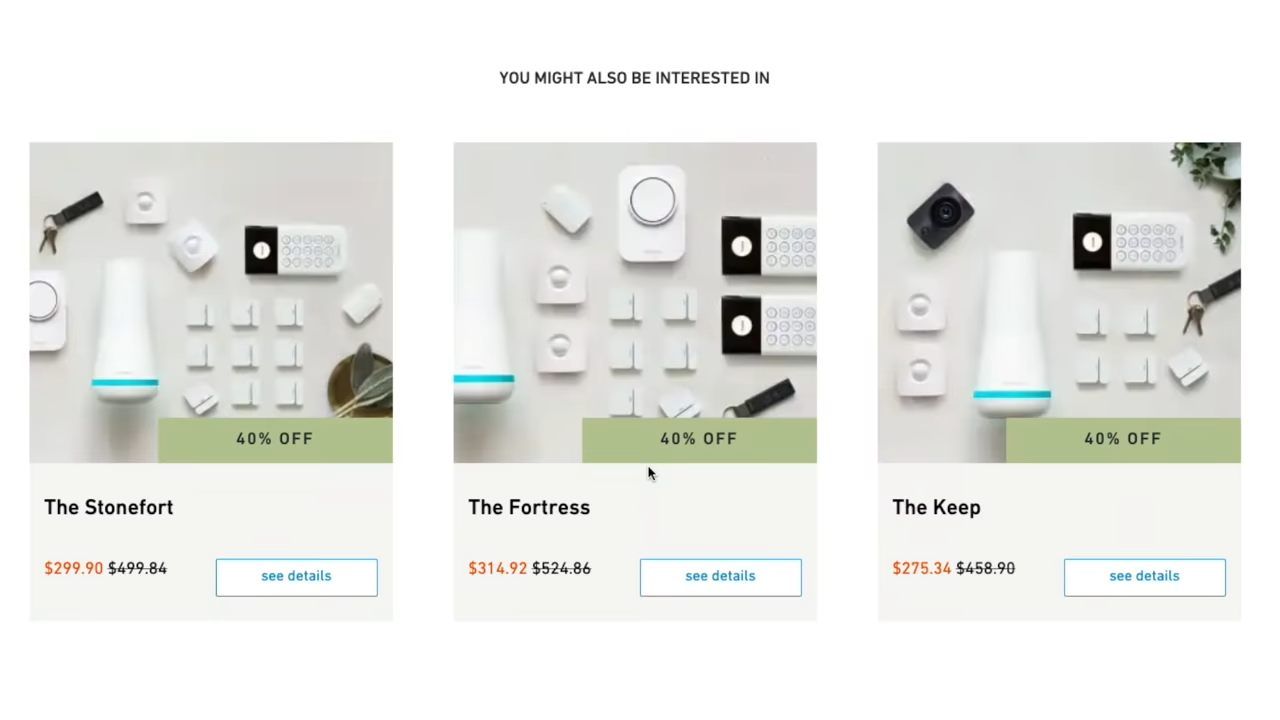 YOU MIGHT ALSO BE INTERESTED IN
40% OFF
The Stonefort
$299.90 $499.84
see details
40% OFF
The Fortress
$314.92 $524.86
see details
40% OFF
The Keep
$275.34 $458.90
see details